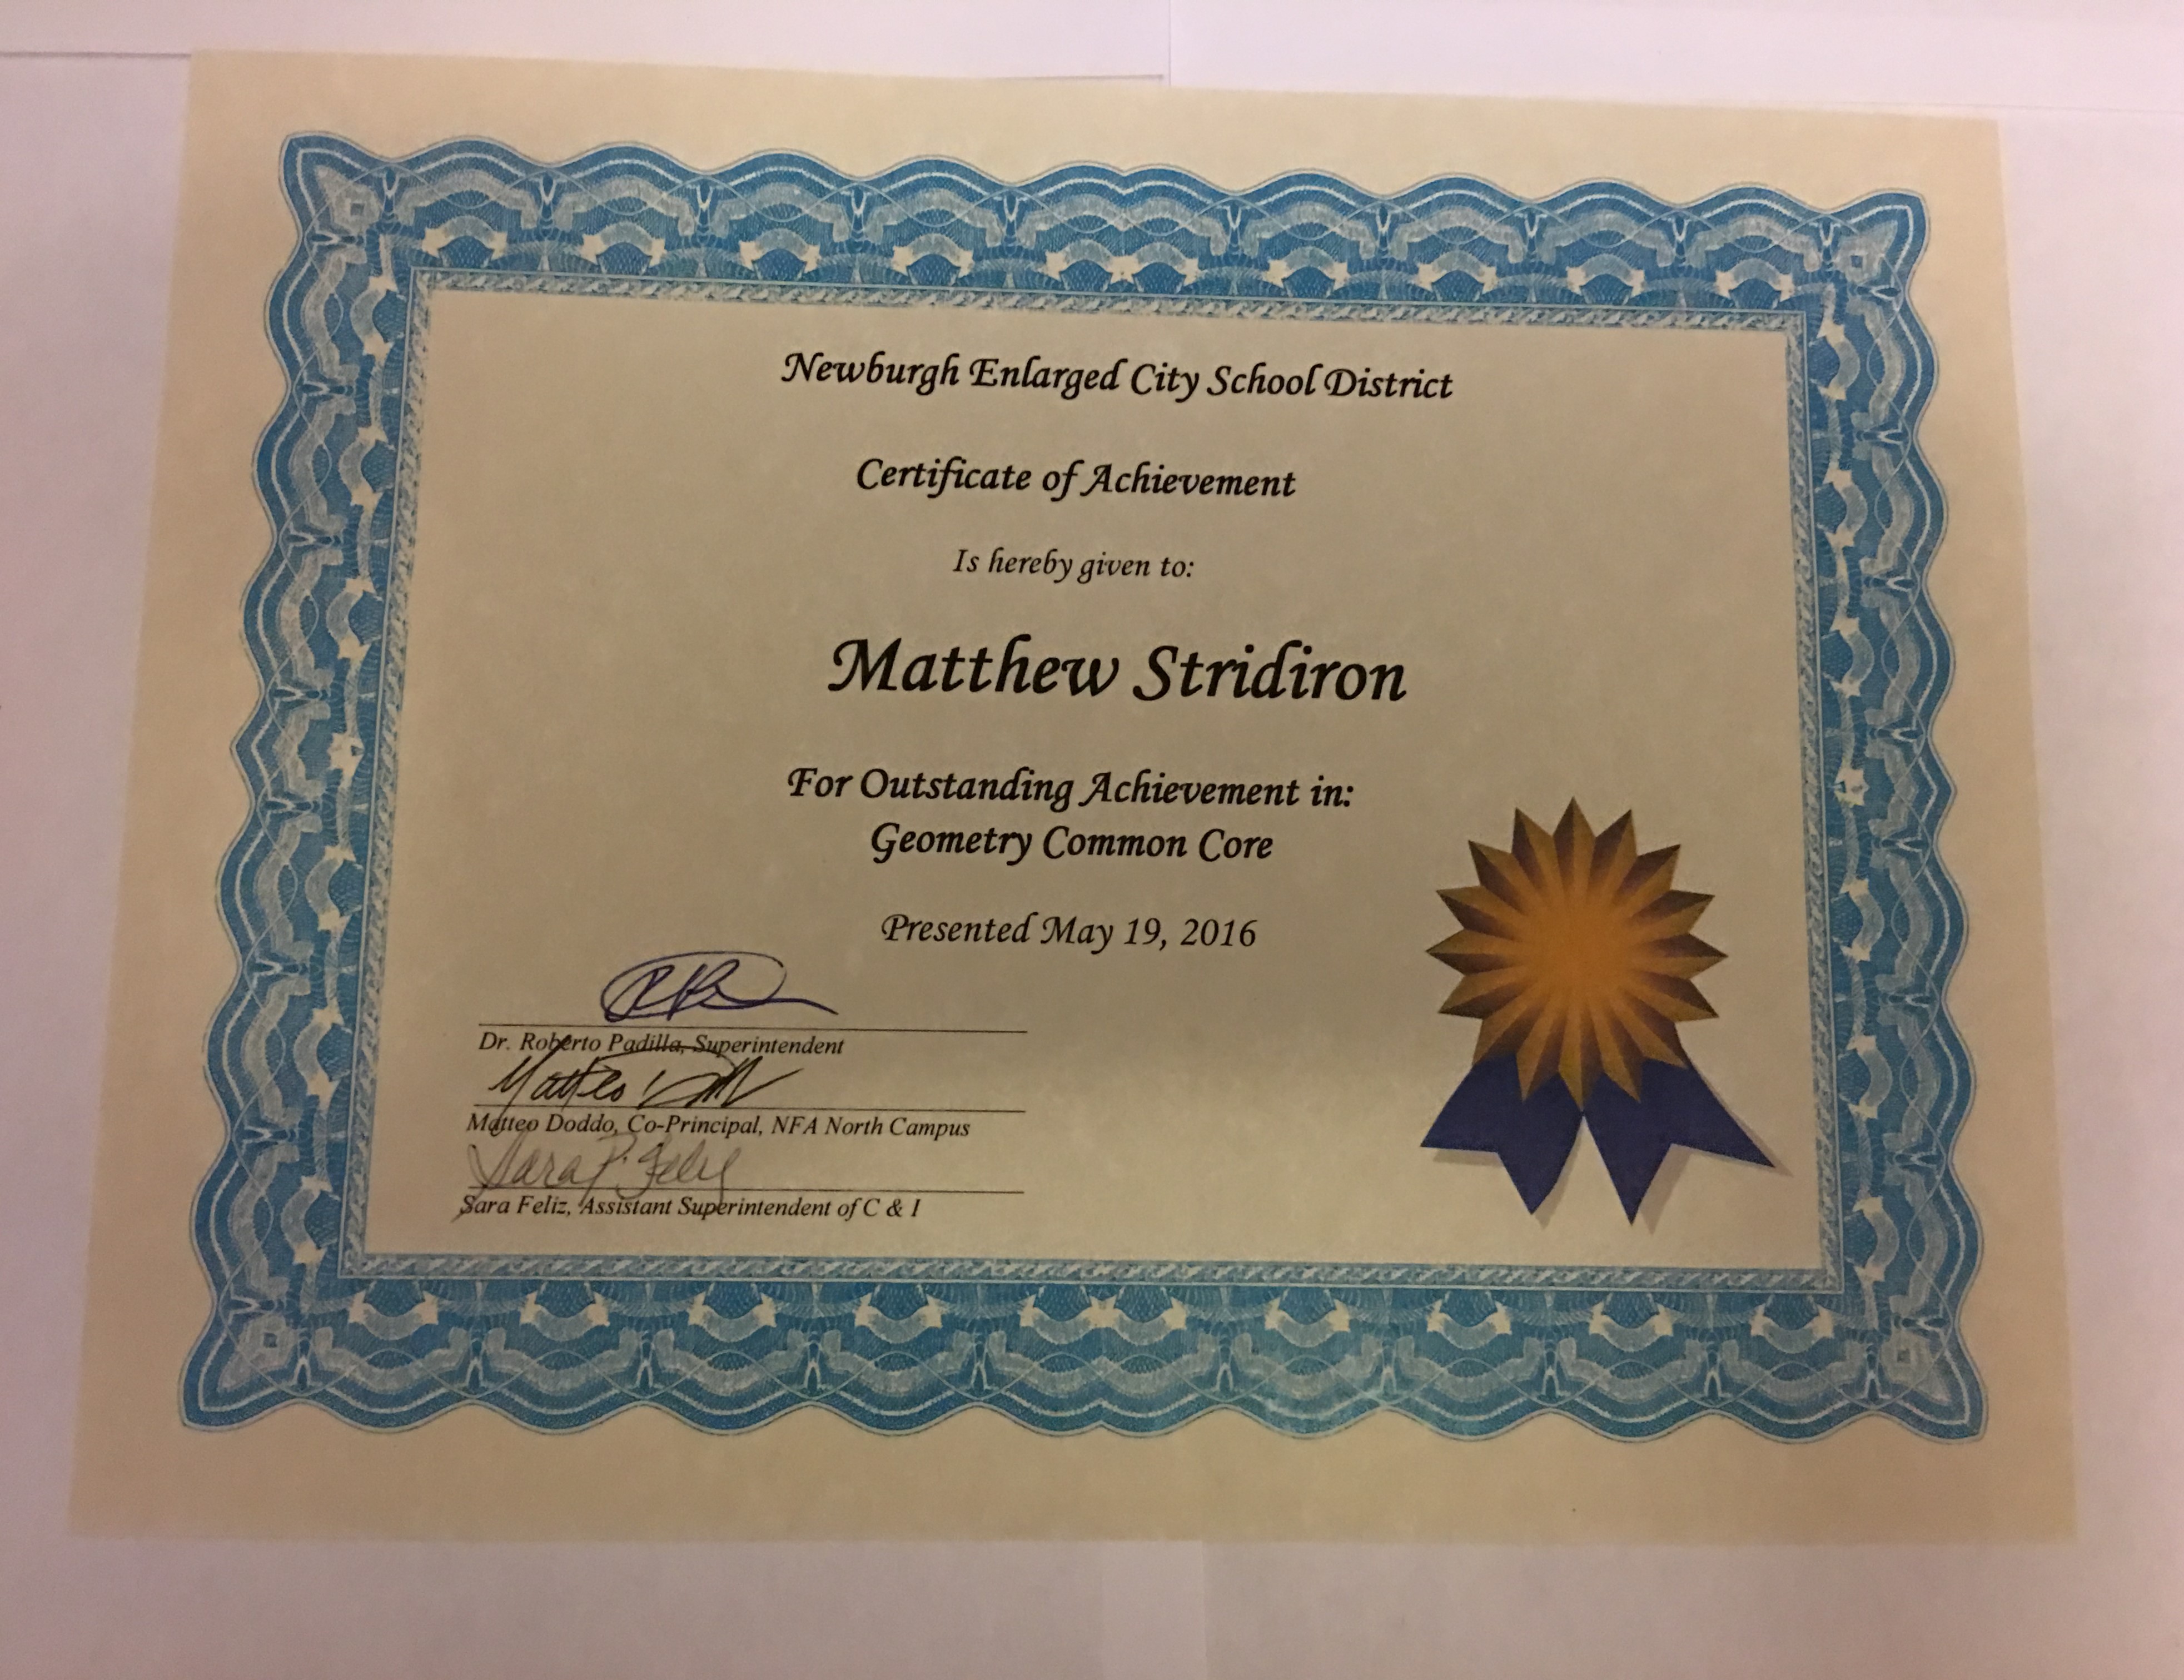 Newburgh Enlarged City School District
Certificate of Achievement
Is hereby given to:
Matthew Stridiron
For Outstanding Achievement in:
Geometry Common Core
Presented May 19, 2016
Dr. Roberto Padilla, Superintendent
Matteo
Matteo Doddo, Co-Principal, NFA North Campus
Sara P. Feliz
Sara Feliz, Assistant Superintendent of C & I